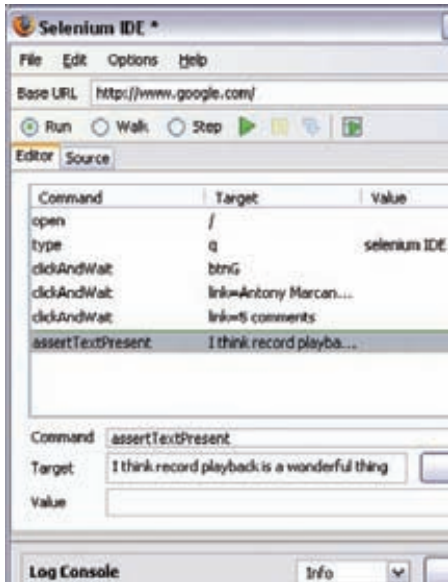 Selenium IDE *
File Edit Options Help
Base URL http://www.google.com/
Run Walk Step
Editor Source
Command Target Value
open /
type q selenium IDE
clickAndWait btnG
clickAndWait link=Antony Marcan...
clickAndWait link=5 comments
assertTextPresent I think record playba...
Command assertTextPresent
Target I think record playback is a wonderful thing
Value
Log Console Info